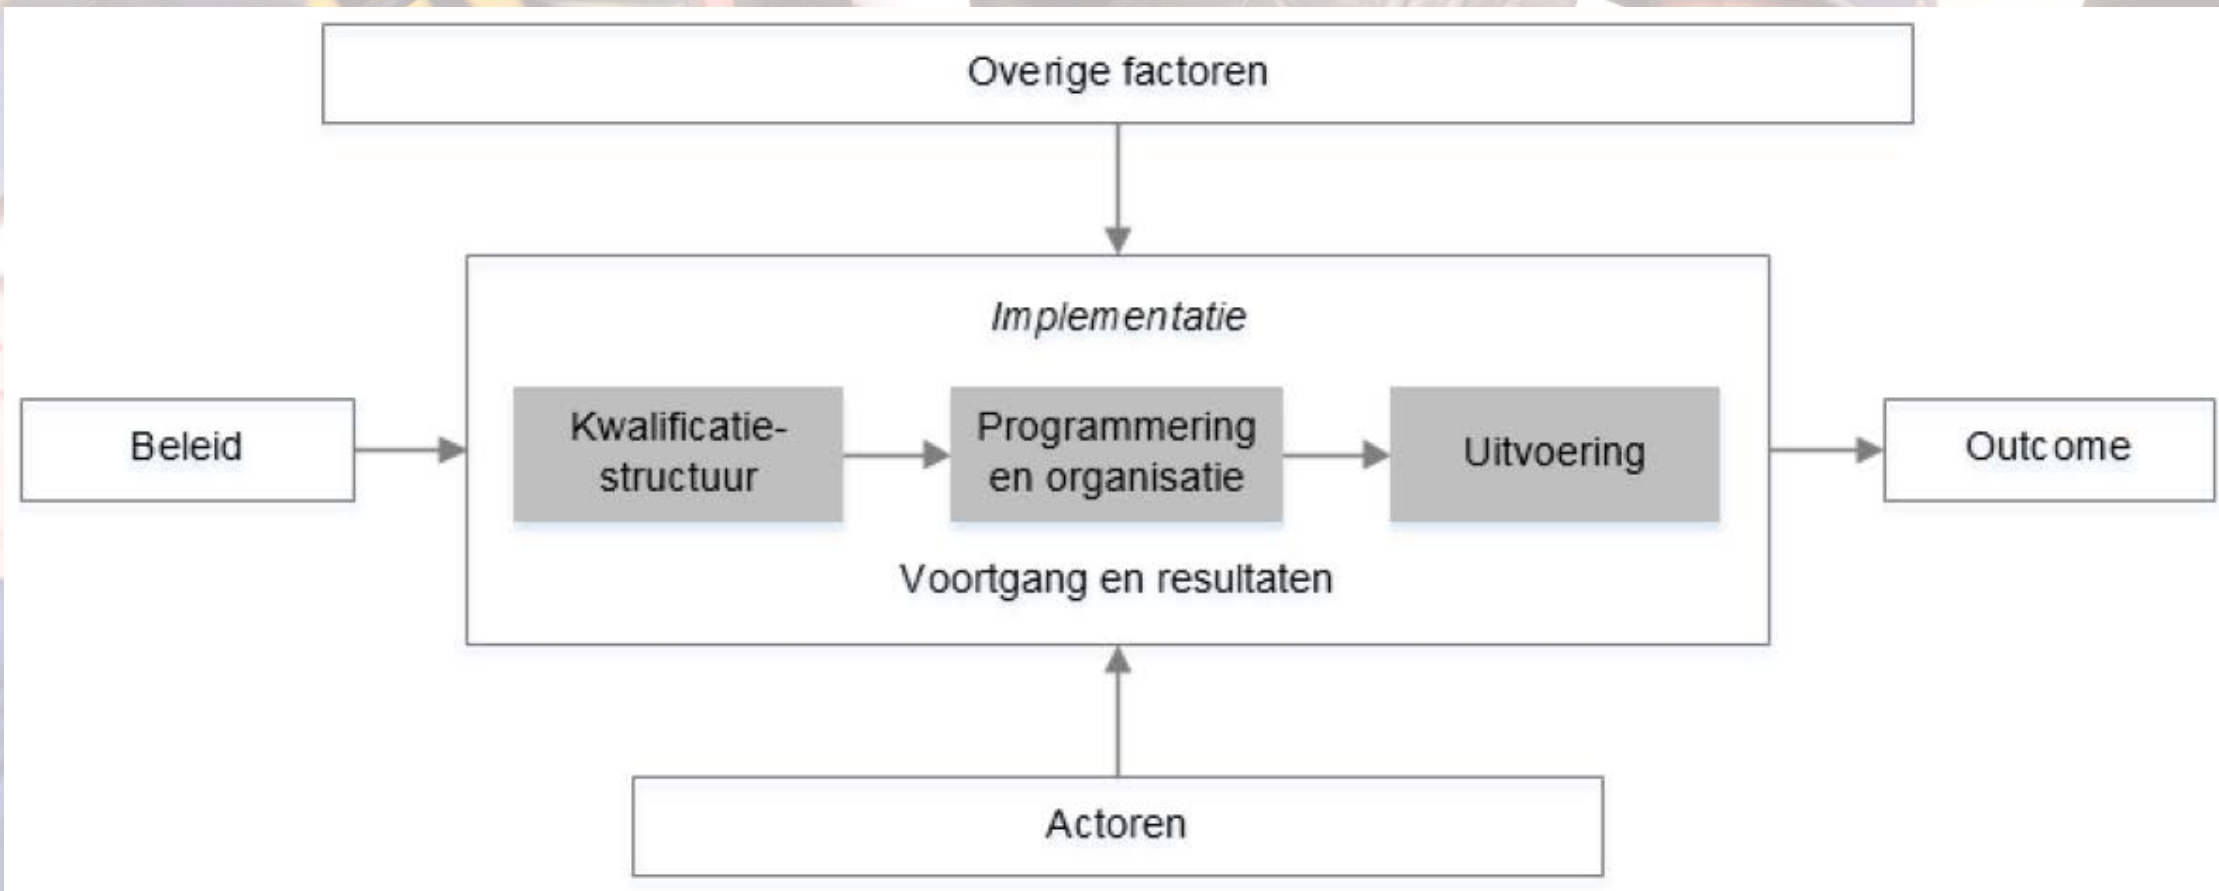 Overige factoren
Implementatie
Beleid
Kwalificatie-
structuur
Programmering
en organisatie
Uitvoering
Outcome
Voortgang en resultaten
Actoren